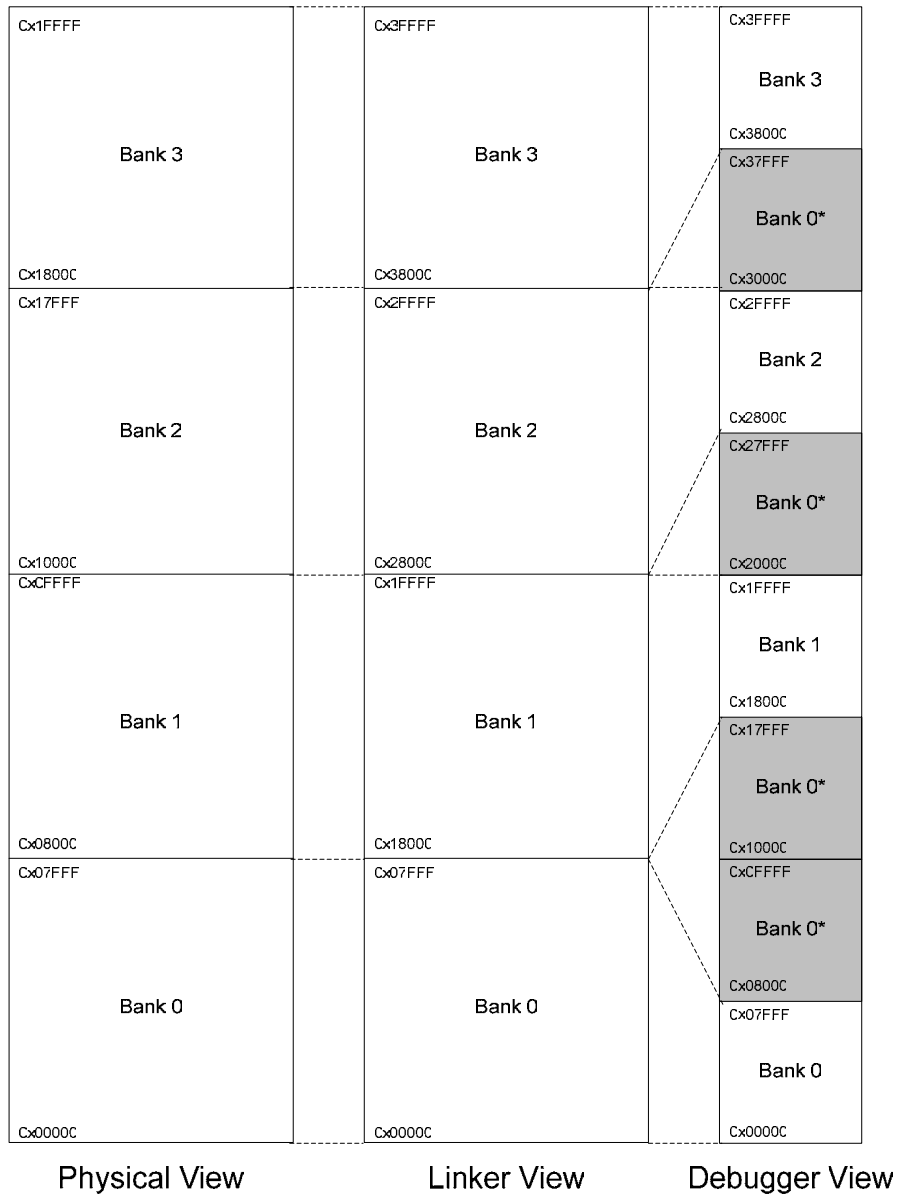 Cx1FFFF
Bank 3
Cx1800C
Cx17FFF
Bank 2
Cx1000C
CxCFFFF
Bank 1
Cx0800C
Cx07FFF
Bank 0
Cx0000C
Physical View
Cx3FFFF
Bank 3
Cx3800C
Cx2FFFF
Bank 2
Cx2800C
Cx1FFFF
Bank 1
Cx1800C
Cx07FFF
Bank 0
Cx0000C
Linker View
Cx3FFFF
Bank 3
Cx3800C
Cx37FFF
Bank 0*
Cx3000C
Cx2FFFF
Bank 2
Cx2800C
Cx27FFF
Bank 0*
Cx2000C
Cx1FFFF
Bank 1
Cx1800C
Cx17FFF
Bank 0*
Cx1000C
CxCFFFF
Bank 0*
Cx0800C
Cx07FFF
Bank 0
Cx0000C
Debugger View